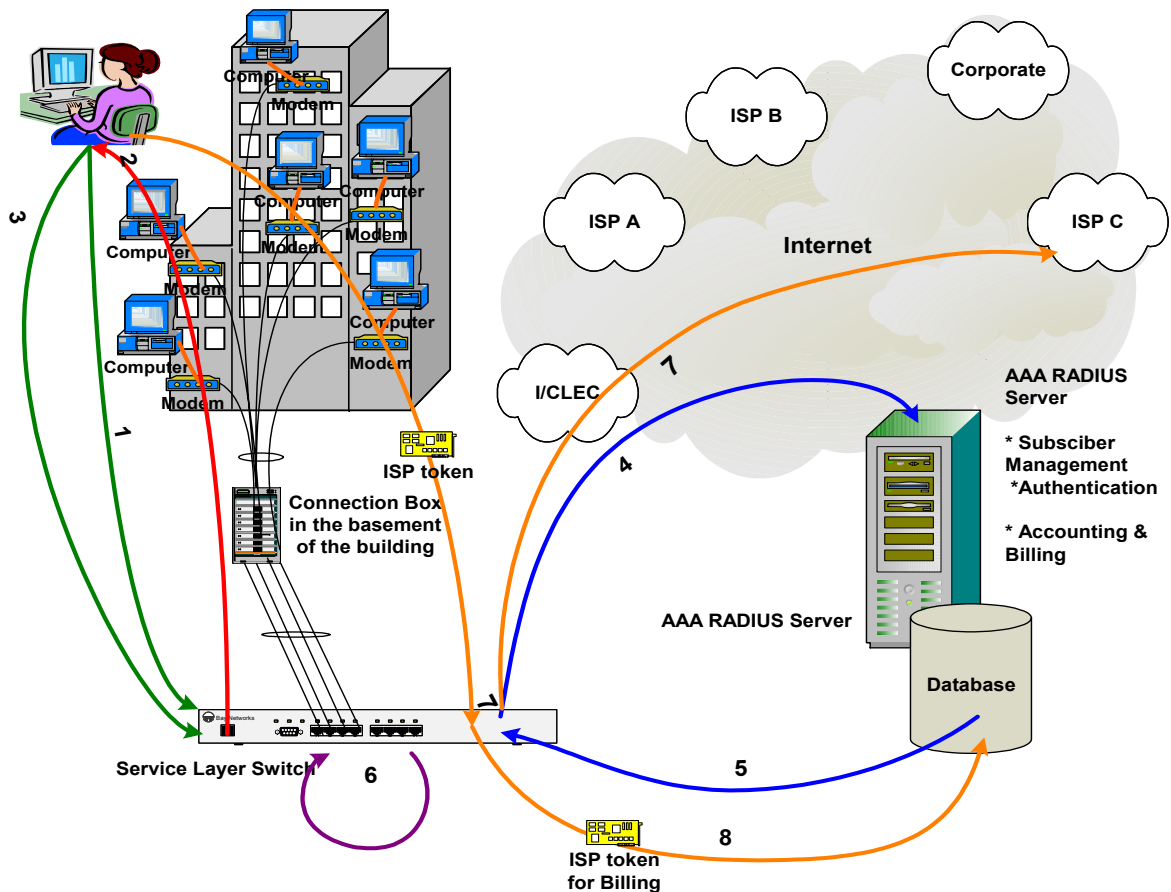 Corporate
ISP B
Computer
Modem
2
3
Computer
Computer
ISP A
ISP C
Modem
Modem
Internet
Computer
Modem
Computer
7
Computer
Modem
Modem
I/CLEC
AAA RADIUS
Server
1
4
* Subsciber
Management
*Authentication
ISP token
Connection Box
in the basement
of the building
* Accounting &
Billing
AAA RADIUS Server
Database
7
Bay Networks
Service Layer Switch
6
5
8
ISP token
for Billing